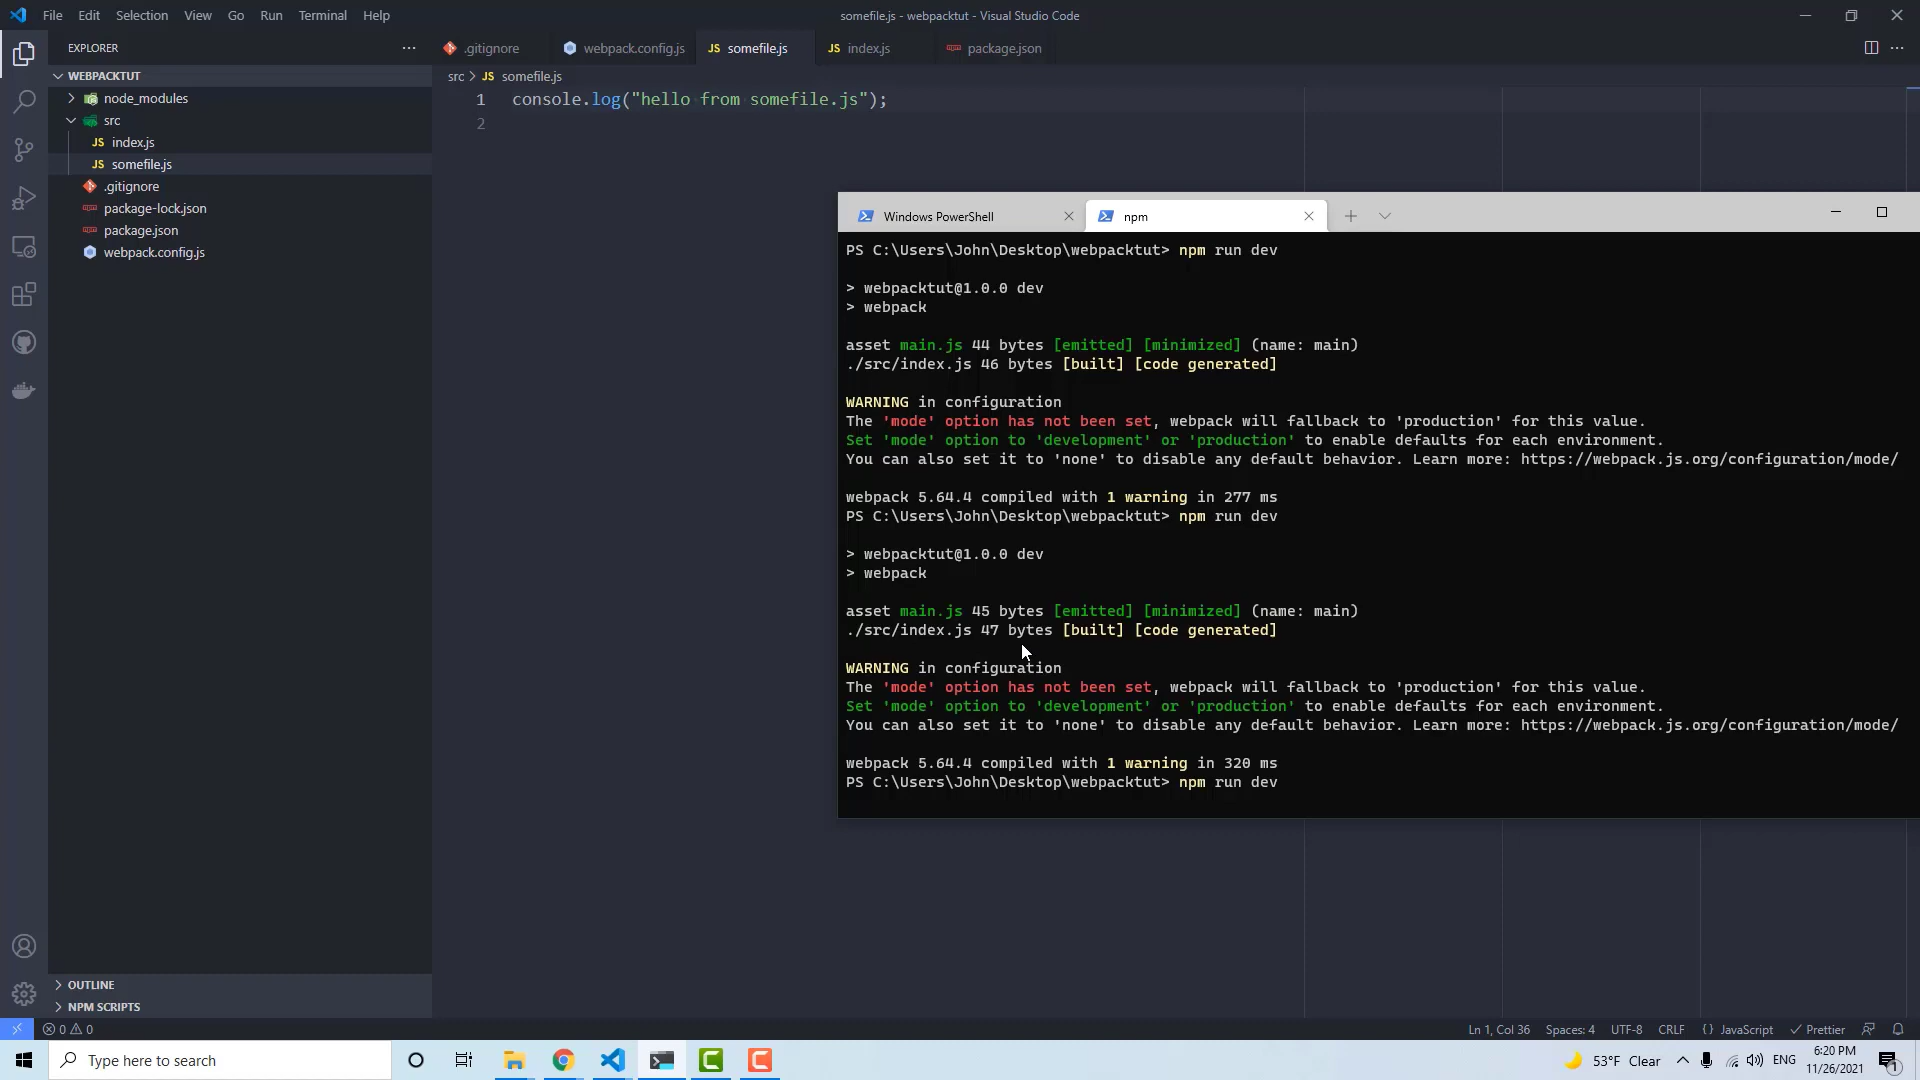 File Edit Selection View Go Run Terminal Help
somefile.js - webpacktut - Visual Studio Code
EXPLORER
.gitignore
webpack.config.js
JS somefile.js
JS index.js
package.json
WEBPACKTUT
src > JS somefile.js
node_modules
src
JS index.js
JS somefile.js
.gitignore
package-lock.json
package.json
webpack.config.js
1 console.log("hello from somefile.js");
2
Windows PowerShell
npm
PS C:\Users\John\Desktop\webpacktut> npm run dev
> webpacktut@1.0.0 dev
> webpack
asset main.js 44 bytes [emitted] [minimized] (name: main)
./src/index.js 46 bytes [built] [code generated]
WARNING in configuration
The 'mode' option has not been set, webpack will fallback to 'production' for this value.
Set 'mode' option to 'development' or 'production' to enable defaults for each environment.
You can also set it to 'none' to disable any default behavior. Learn more: https://webpack.js.org/configuration/mode/
webpack 5.64.4 compiled with 1 warning in 277 ms
PS C:\Users\John\Desktop\webpacktut> npm run dev
> webpacktut@1.0.0 dev
> webpack
asset main.js 45 bytes [emitted] [minimized] (name: main)
./src/index.js 47 bytes [built] [code generated]
WARNING in configuration
The 'mode' option has not been set, webpack will fallback to 'production' for this value.
Set 'mode' option to 'development' or 'production' to enable defaults for each environment.
You can also set it to 'none' to disable any default behavior. Learn more: https://webpack.js.org/configuration/mode/
webpack 5.64.4 compiled with 1 warning in 320 ms
PS C:\Users\John\Desktop\webpacktut> npm run dev
OUTLINE
NPM SCRIPTS
0 0
Ln 1, Col 36 Spaces: 4 UTF-8 CRLF {} JavaScript Prettier
Type here to search
53°F Clear
ENG
6:20 PM
11/26/2021
1